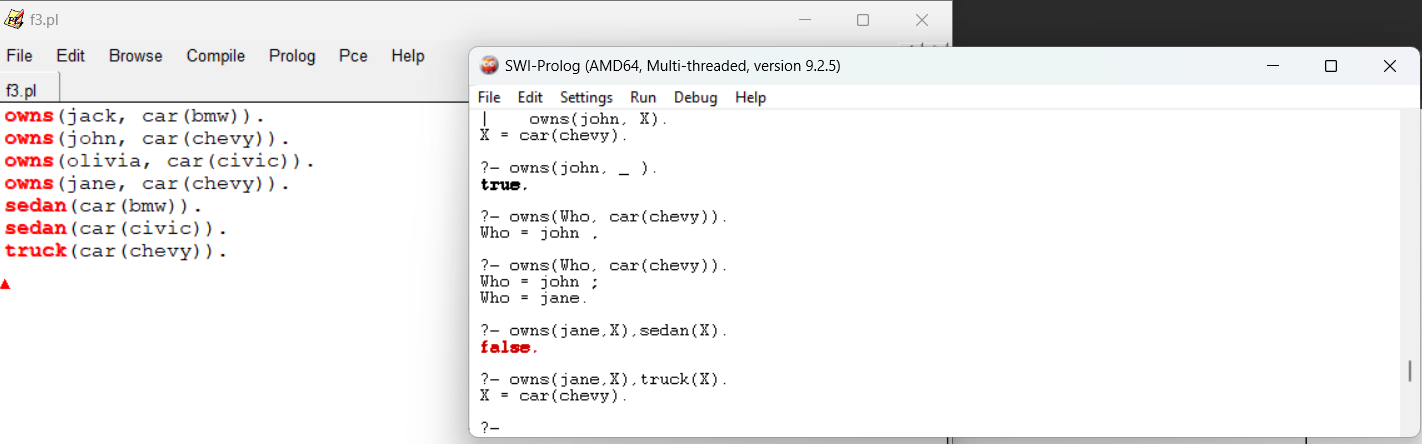 f3.pl
File Edit Browse Compile Prolog Pce Help
f3.pl
owns(jack, car(bmw)).
owns(john, car(chevy)).
owns(olivia, car(civic)).
owns(jane, car(chevy)).
sedan(car(bmw)).
sedan(car(civic)).
truck(car(chevy)).
SWI-Prolog (AMD64, Multi-threaded, version 9.2.5)
File Edit Settings Run Debug Help
|    owns(john, X).
X = car(chevy).
?- owns(john, _ ).
true.
?- owns(Who, car(chevy)).
Who = john .
?- owns(Who, car(chevy)).
Who = john ;
Who = jane.
?- owns(jane,X),sedan(X).
false.
?- owns(jane,X),truck(X).
X = car(chevy).
?-